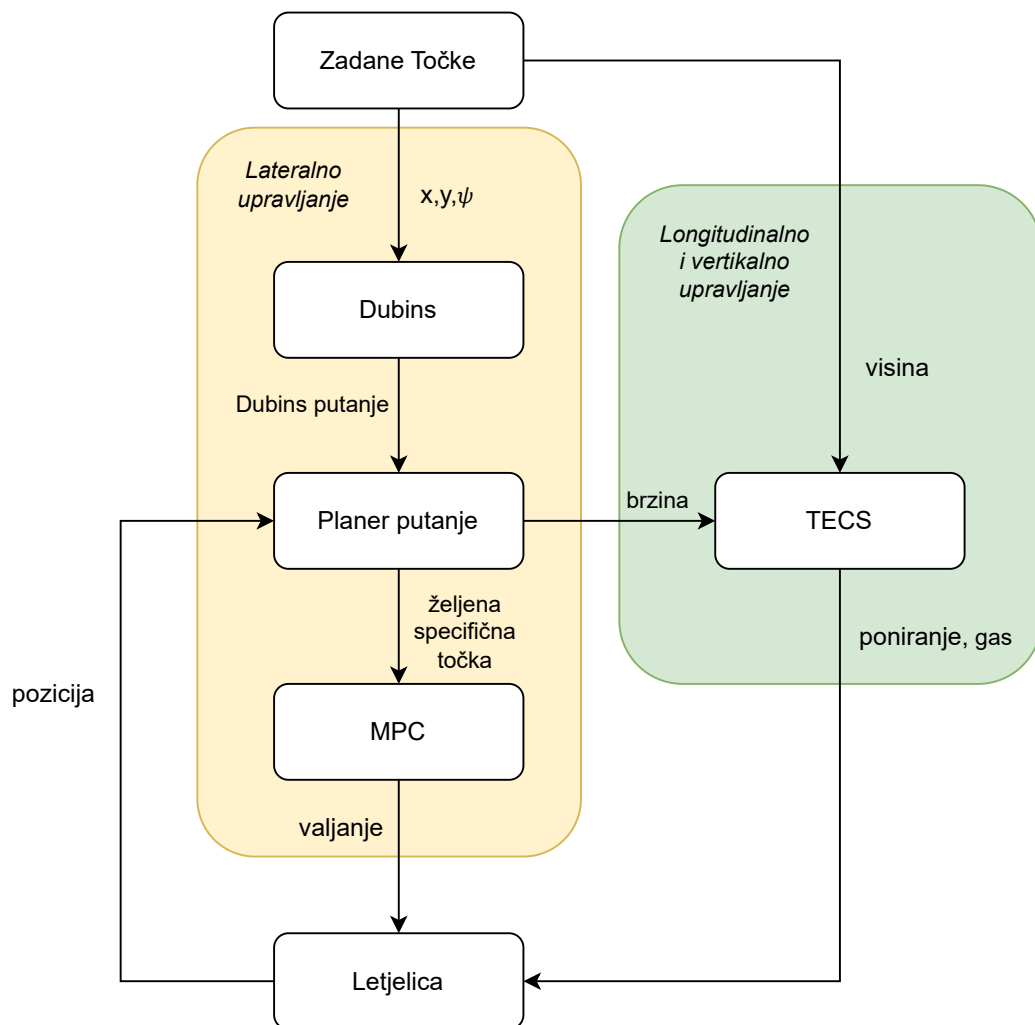 Zadane Točke
Lateralno
upravljanje
x,y,ψ
Longitudinalno
i vertikalno
upravljanje
Dubins
visina
Dubins putanje
Planer putanje
brzina
TECS
željena
specifična
točka
poniranje, gas
pozicija
MPC
valjanje
Letjelica